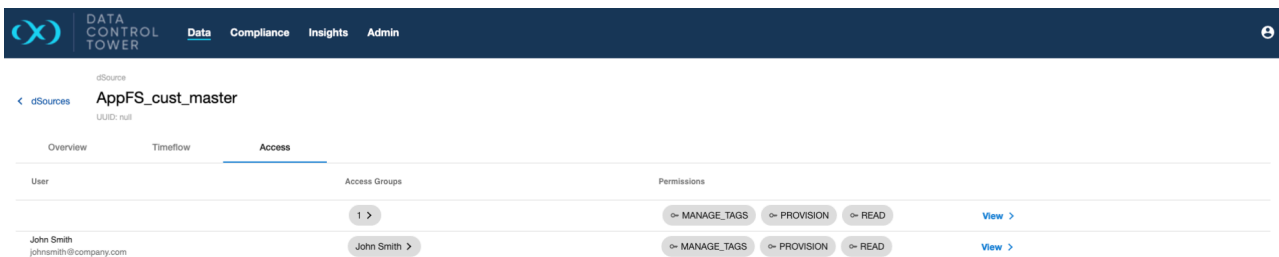 DATA
CONTROL
TOWER
Data Compliance Insights Admin
dSource
dSources AppFS_cust_master
UUID: null
Overview Timeflow Access
User Access Groups Permissions
1 MANAGE_TAGS PROVISION READ View
John Smith
johnsmith@company.com
John Smith MANAGE_TAGS PROVISION READ View